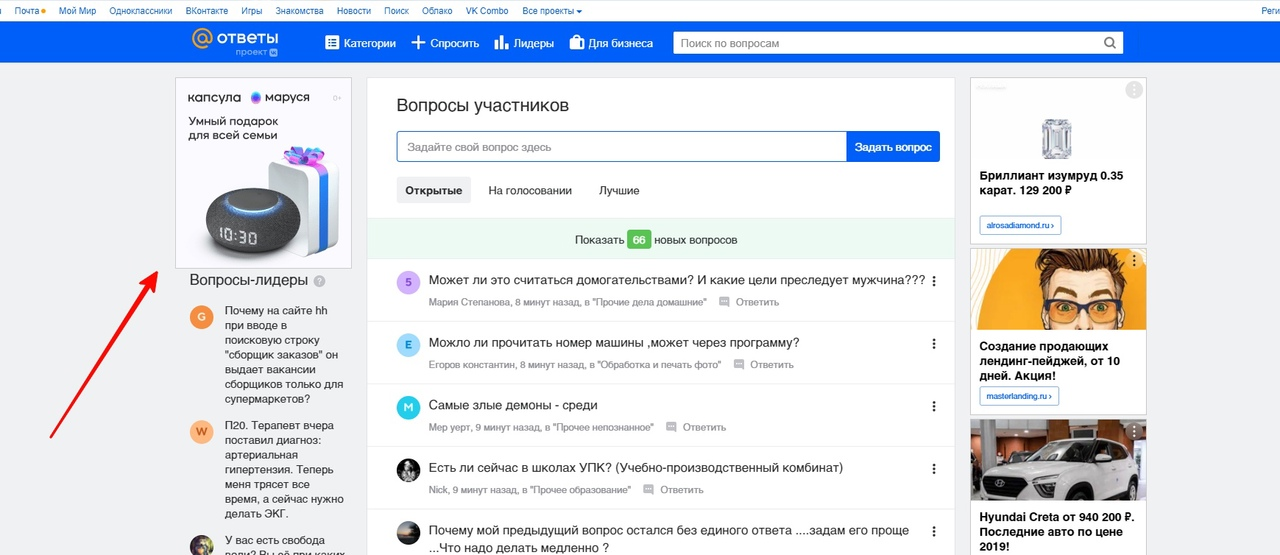 Почта
Мой Мир
Одноклассники
ВКонтакте
Игры
Знакомства
Новости
Поиск
Облако
VK Combo
Все проекты
Реги
ответы
проект
Категории
Спросить
Лидеры
Для бизнеса
Поиск по вопросам
капсула маруся 0+
Умный подарок
для всей семьи
10:30
Вопросы-лидеры ?
G
Почему на сайте hh
при вводе в
поисковую строку
"сборщик заказов" он
выдает вакансии
сборщиков только для
супермаркетов?
W
П20. Терапевт вчера
поставил диагноз:
артериальная
гипертензия. Теперь
меня трясет все
время, а сейчас нужно
делать ЭКГ.
У вас есть свобода
воли? Вы её при каких
Вопросы участников
Задайте свой вопрос здесь
Задать вопрос
Открытые
На голосовании
Лучшие
Показать 66 новых вопросов
5
Может ли это считаться домогательствами? И какие цели преследует мужчина???
Мария Степанова, 8 минут назад, в "Прочие дела домашние" Ответить
Е
Можло ли прочитать номер машины ,может через программу?
Егоров константин, 8 минут назад, в "Обработка и печать фото" Ответить
М
Самые злые демоны - среди
Мер уерт, 9 минут назад, в "Прочее непознанное" Ответить
Есть ли сейчас в школах УПК? (Учебно-производственный комбинат)
Nick, 9 минут назад, в "Прочее образование" Ответить
Почему мой предыдущий вопрос остался без единого ответа ....задам его проще
...Что надо делать медленно ?
Бриллиант изумруд 0.35
карат. 129 200 ₽
alrosadiamond.ru ›
Создание продающих
лендинг-пейджей, от 10
дней. Акция!
masterlanding.ru ›
Hyundai Creta от 940 200 ₽.
Последние авто по цене
2019!